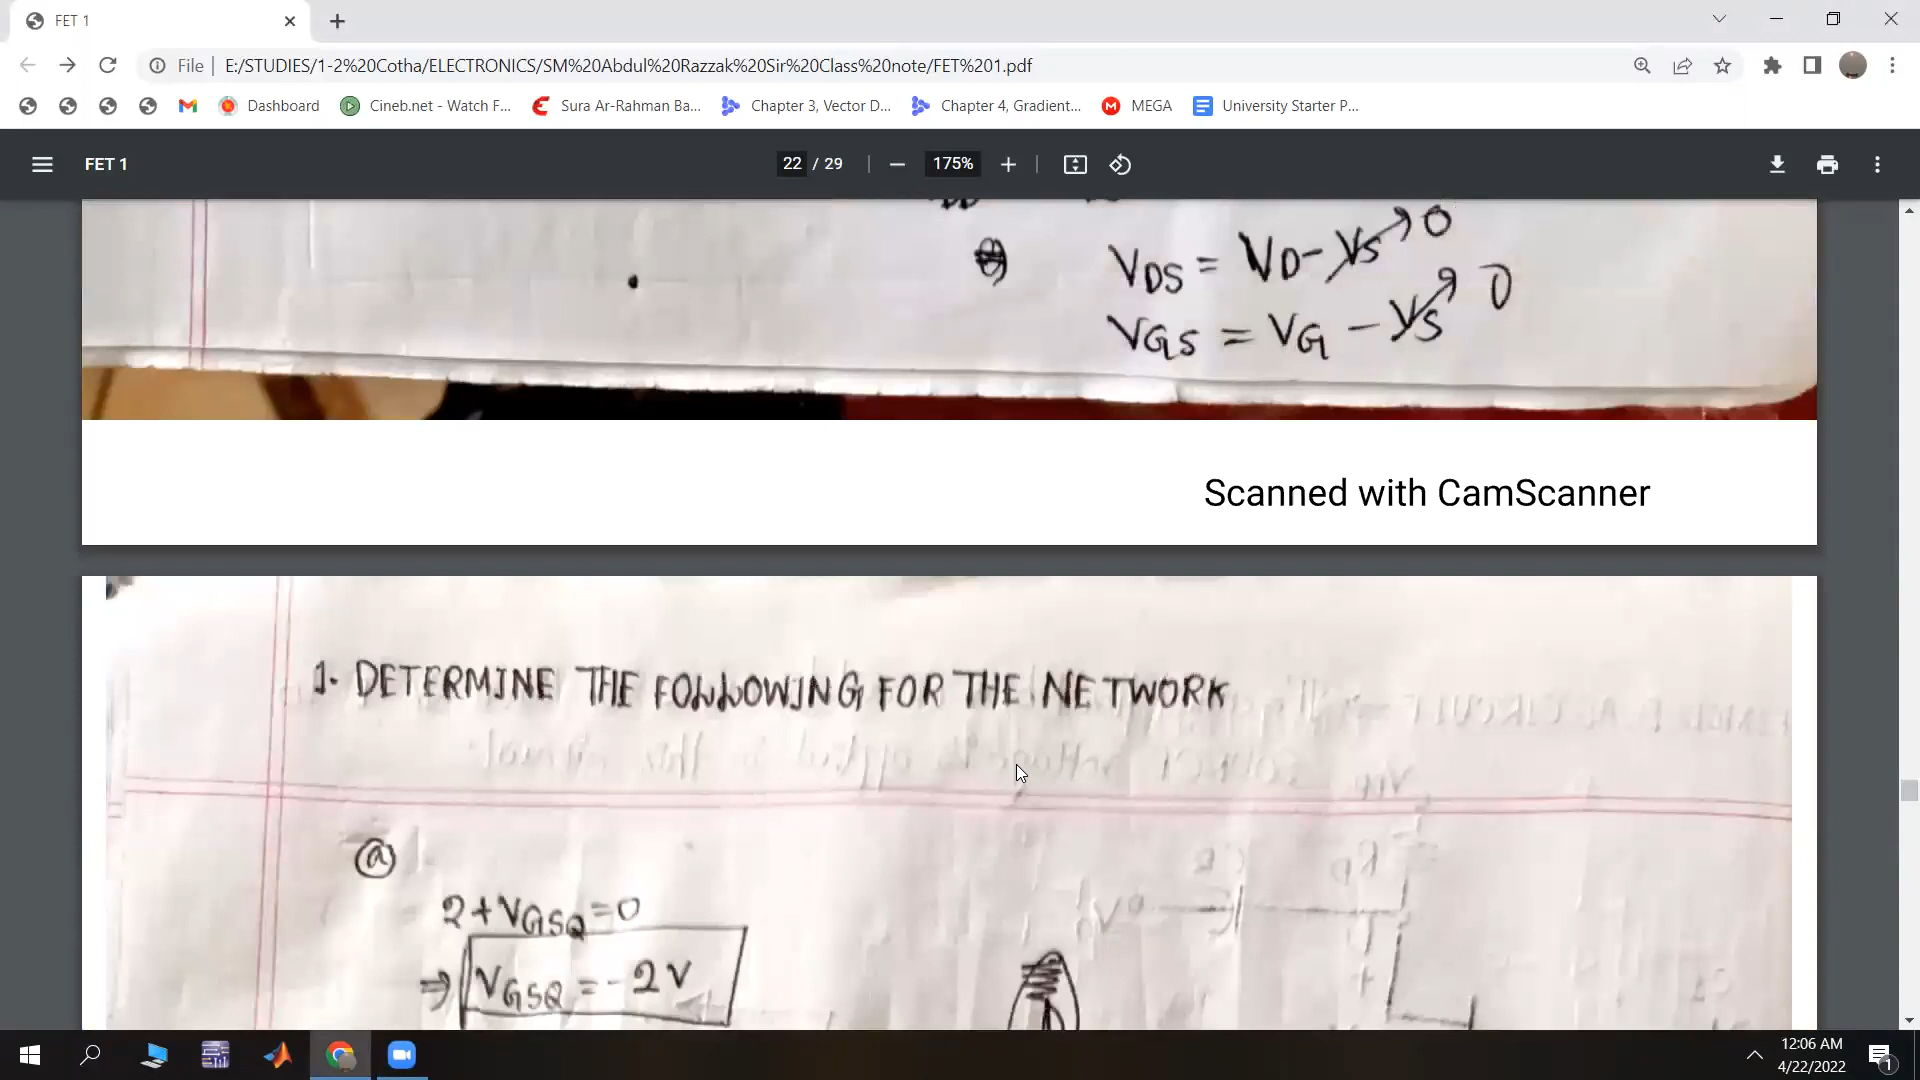 FET 1
File | E:/STUDIES/1-2%20Cotha/ELECTRONICS/SM%20Abdul%20Razzak%20Sir%20Class%20note/FET%201.pdf
Dashboard Cineb.net - Watch F... Sura Ar-Rahman Ba... Chapter 3, Vector D... Chapter 4, Gradient... MEGA University Starter P...
FET 1 22 / 29 175%
VDS = VD - VS → 0
VGS = VG - VS → 0
Scanned with CamScanner
1. DETERMINE THE FOLLOWING FOR THE NETWORK
(a)
2 + VGSQ = 0
⇒ VGSQ = -2V
12:06 AM
4/22/2022
1